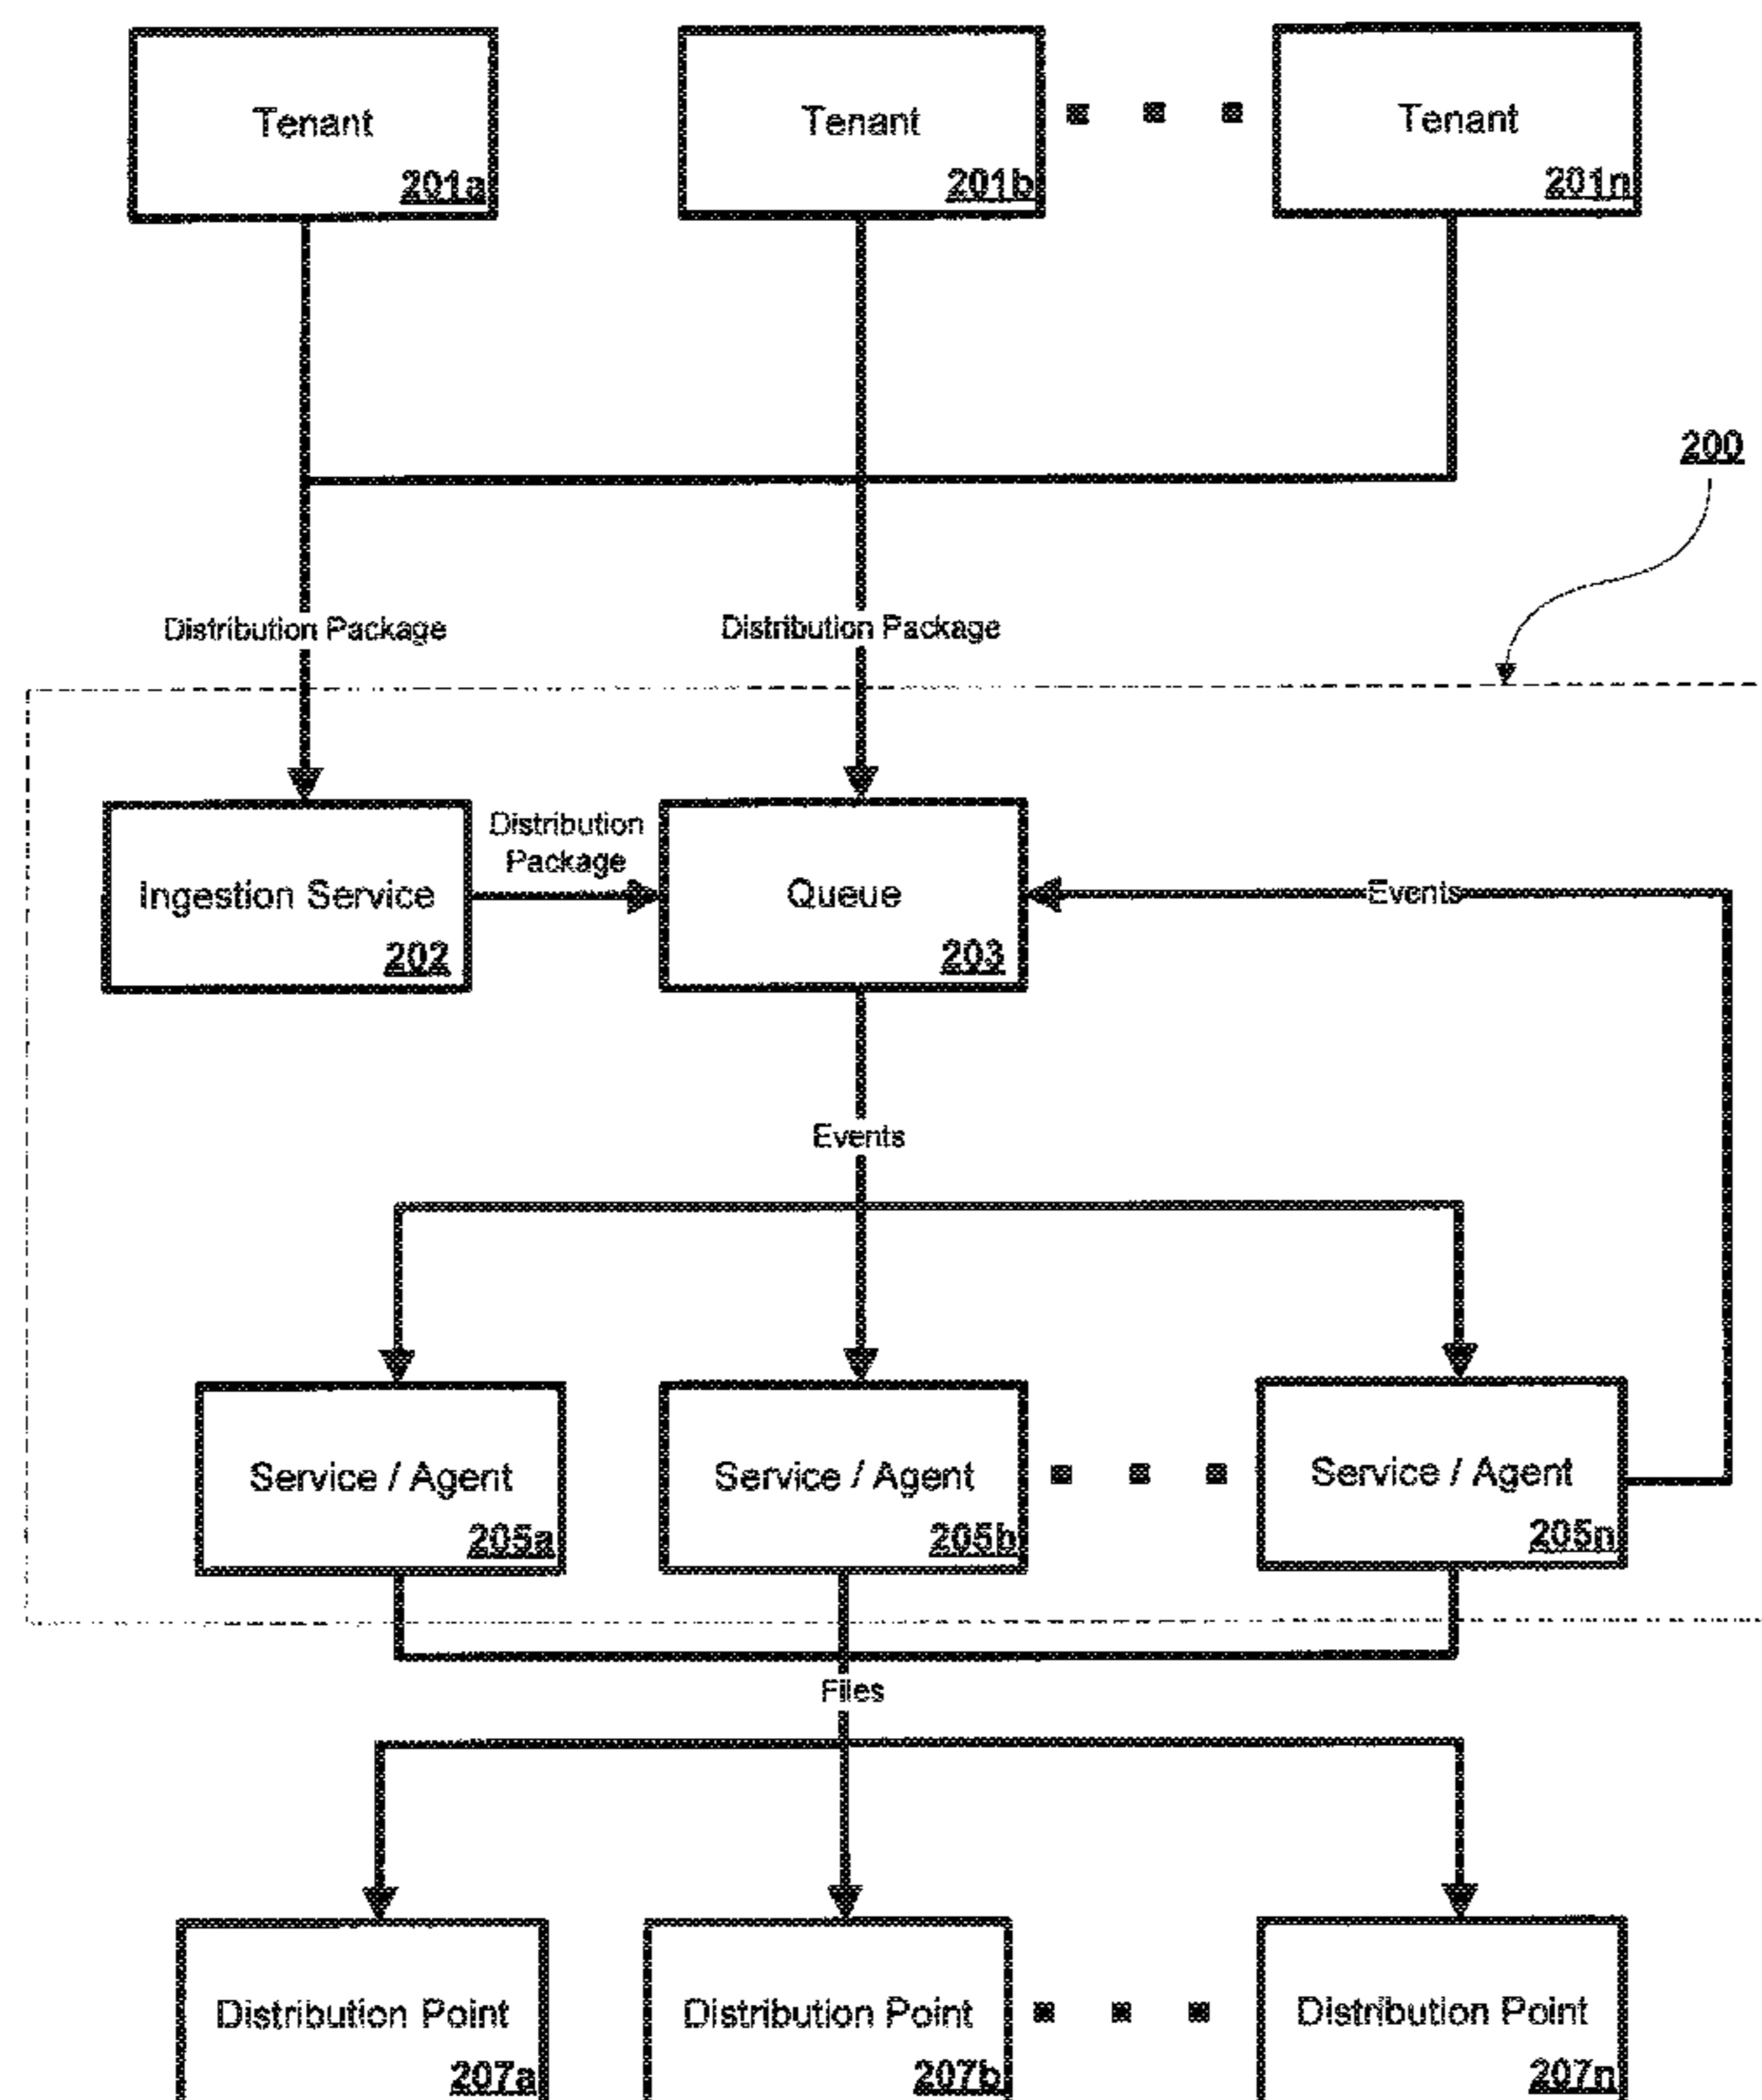 Tenant
201a
Tenant
201b
Tenant
201n
200
Distribution Package
Distribution Package
Distribution
Package
Ingestion Service
202
Queue
203
Events
Events
Service / Agent
205a
Service / Agent
205b
Service / Agent
205n
Files
Distribution Point
207a
Distribution Point
207b
Distribution Point
207n